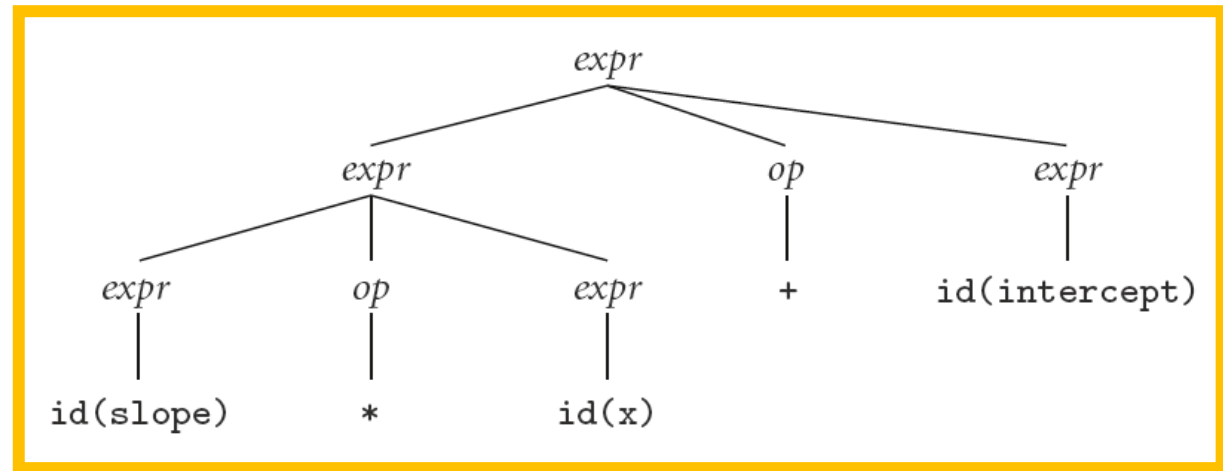 expr
expr op expr
expr op expr + id(intercept)
id(slope) * id(x)